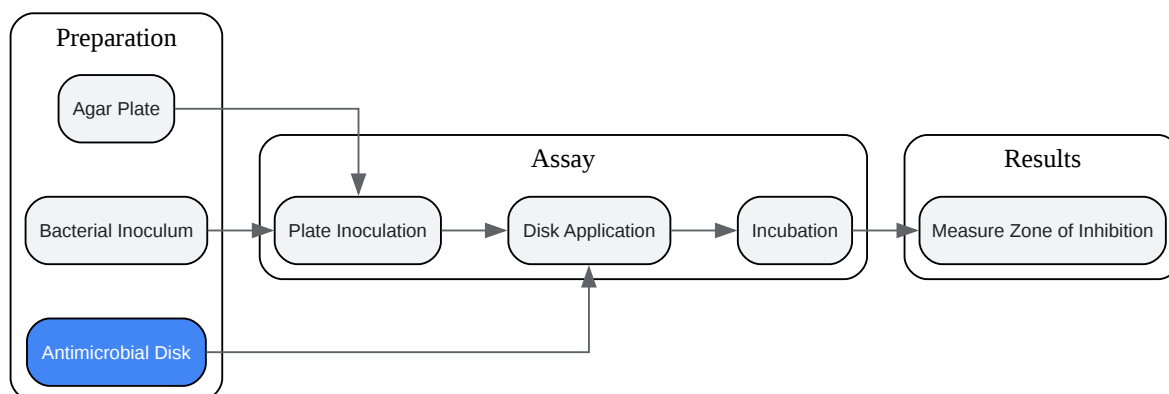 Preparation
Agar Plate
Bacterial Inoculum
Antimicrobial Disk
Assay
Plate Inoculation
Disk Application
Incubation
Results
Measure Zone of Inhibition